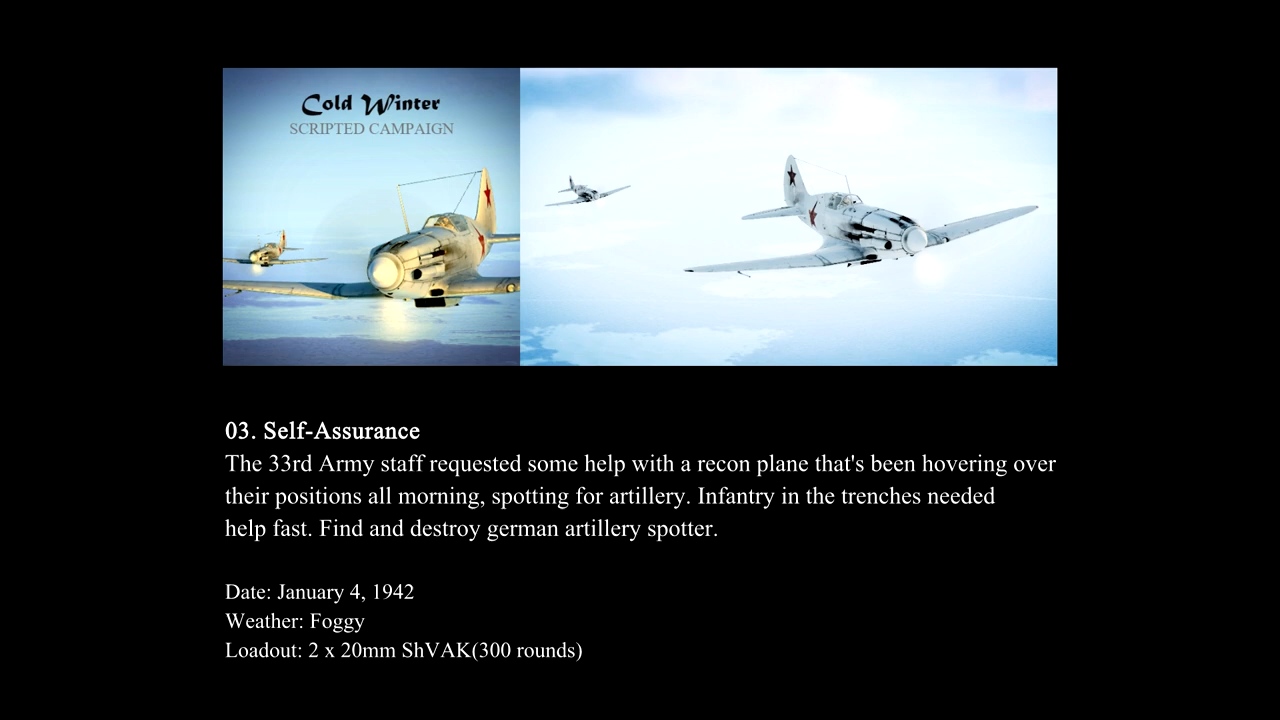 Cold Winter
SCRIPTED CAMPAIGN
03. Self-Assurance
The 33rd Army staff requested some help with a recon plane that's been hovering over
their positions all morning, spotting for artillery. Infantry in the trenches needed
help fast. Find and destroy german artillery spotter.
Date: January 4, 1942
Weather: Foggy
Loadout: 2 x 20mm ShVAK(300 rounds)